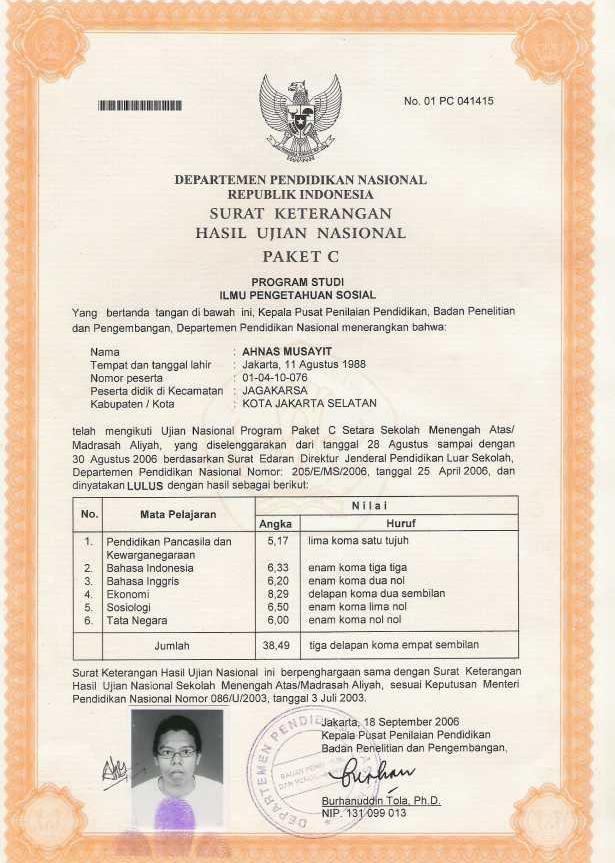 No. 01 PC 041415
DEPARTEMEN PENDIDIKAN NASIONAL
REPUBLIK INDONESIA
SURAT KETERANGAN
HASIL UJIAN NASIONAL
PAKET C
PROGRAM STUDI
ILMU PENGETAHUAN SOSIAL
Yang bertanda tangan di bawah ini, Kepala Pusat Penilaian Pendidikan, Badan Penelitian
dan Pengembangan, Departemen Pendidikan Nasional menerangkan bahwa:
Nama : AHNAS MUSAYIT
Tempat dan tanggal lahir : Jakarta, 11 Agustus 1988
Nomor peserta : 01-04-10-076
Peserta didik di Kecamatan : JAGAKARSA
Kabupaten / Kota : KOTA JAKARTA SELATAN
telah mengikuti Ujian Nasional Program Paket C Setara Sekolah Menengah Atas/
Madrasah Aliyah, yang diselenggarakan dari tanggal 28 Agustus sampai dengan
30 Agustus 2006 berdasarkan Surat Edaran Direktur Jenderal Pendidikan Luar Sekolah,
Departemen Pendidikan Nasional Nomor: 205/E/MS/2006, tanggal 25 April 2006, dan
dinyatakan LULUS dengan hasil sebagai berikut:
No. Mata Pelajaran Nilai
Angka Huruf
1. Pendidikan Pancasila dan 5,17 lima koma satu tujuh
Kewarganegaraan
2. Bahasa Indonesia 6,33 enam koma tiga tiga
3. Bahasa Inggris 6,20 enam koma dua nol
4. Ekonomi 8,29 delapan koma dua sembilan
5. Sosiologi 6,50 enam koma lima nol
6. Tata Negara 6,00 enam koma nol nol
Jumlah 38,49 tiga delapan koma empat sembilan
Surat Keterangan Hasil Ujian Nasional ini berpenghargaan sama dengan Surat Keterangan
Hasil Ujian Nasional Sekolah Menengah Atas/Madrasah Aliyah, sesuai Keputusan Menteri
Pendidikan Nasional Nomor 086/U/2003, tanggal 3 Juli 2003.
Jakarta, 18 September 2006
Kepala Pusat Penilaian Pendidikan
Badan Penelitian dan Pengembangan,
Burhanuddin Tola, Ph.D.
NIP. 131 099 013